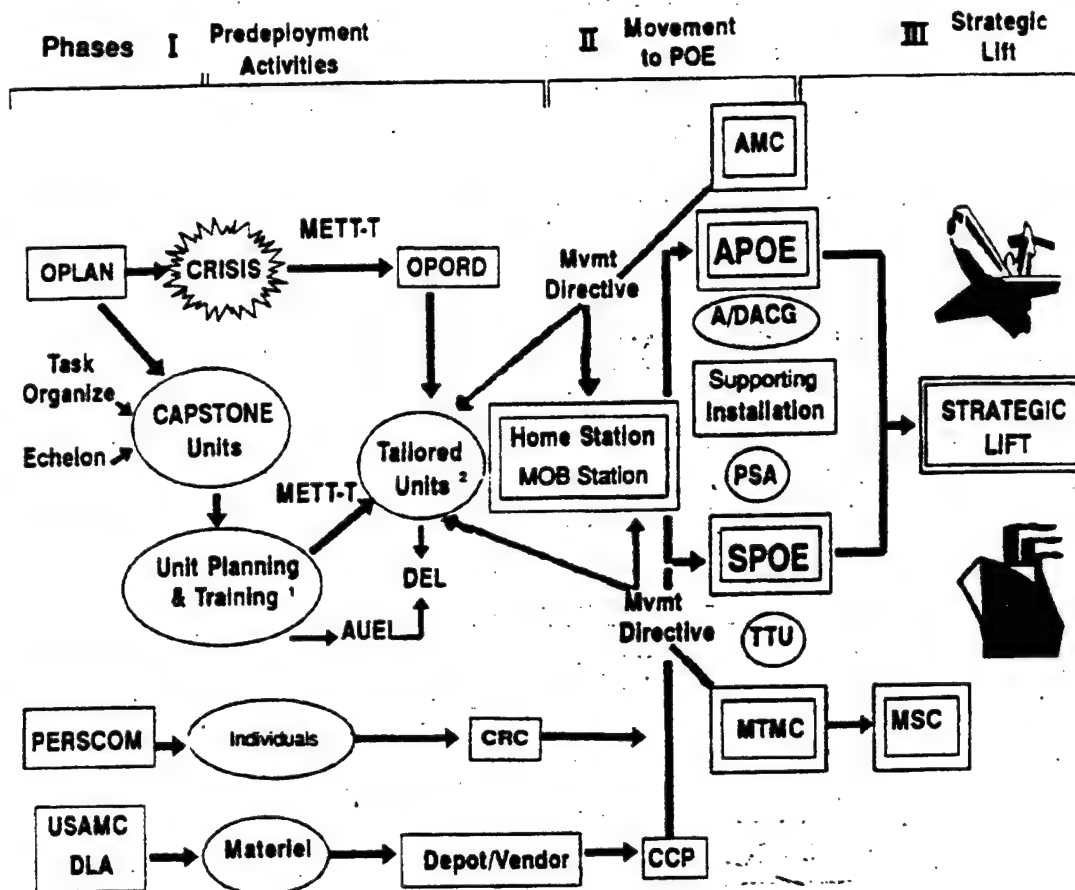 Phases I Predeployment Activities
II Movement to POE
III Strategic Lift
AMC
METT-T
OPLAN
CRISIS
OPORD
Mvmt
Directive
APOE
A/DACG
Task
Organize
Echelon
CAPSTONE
Units
Tailored
Units 2
Home Station
MOB Station
Supporting
Installation
STRATEGIC
LIFT
METT-T
PSA
Unit Planning
& Training 1
DEL
AUEL
SPOE
Mvmt
Directive
TTU
PERSCOM
Individuals
CRC
MTMC
MSC
USAMC
DLA
Materiel
Depot/Vendor
CCP